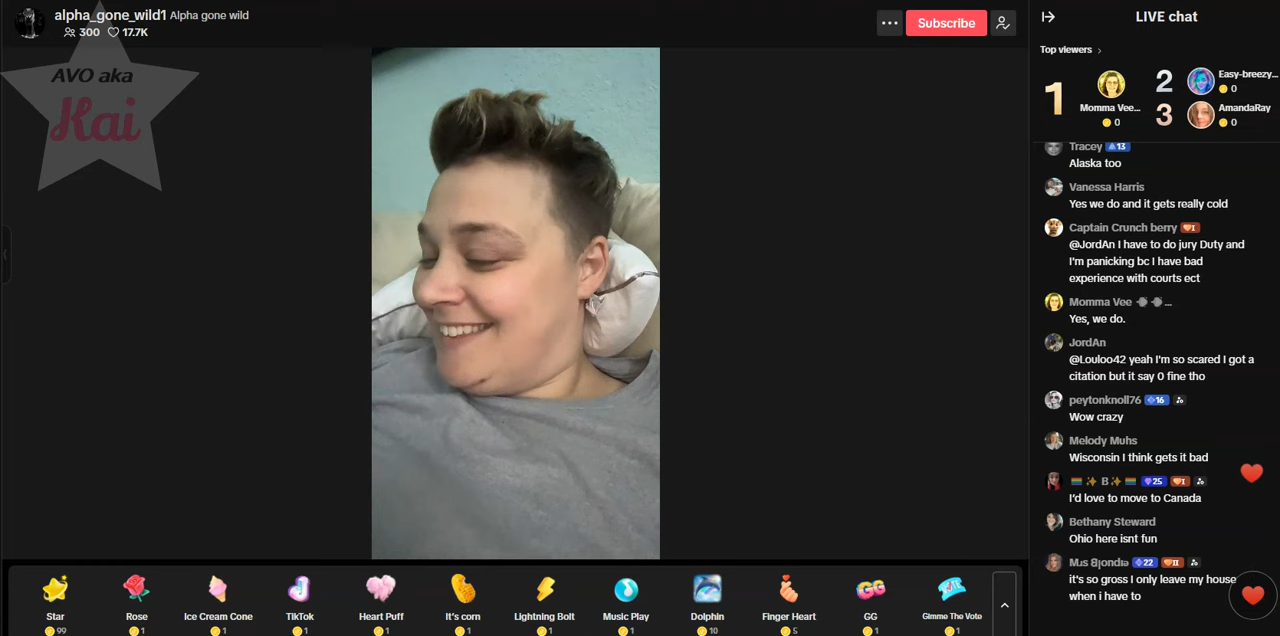 alpha_gone_wild1 Alpha gone wild
300 17.7K
Subscribe
AVO aka
Kai
LIVE chat
Top viewers
1
Momma Vee...
0
2
Easy-breezy...
0
3
AmandaRay
0
Tracey 13
Alaska too
Vanessa Harris
Yes we do and it gets really cold
Captain Crunch berry I
@JordAn I have to do jury Duty and
I'm panicking bc I have bad
experience with courts ect
Momma Vee ...
Yes, we do.
JordAn
@Louloo42 yeah I'm so scared I got a
citation but it say 0 fine tho
peytonknoll76 16
Wow crazy
Melody Muhs
Wisconsin I think gets it bad
B 25 I
I'd love to move to Canada
Bethany Steward
Ohio here isnt fun
22 II
it's so gross I only leave my house
when i have to
Star
99
Rose
1
Ice Cream Cone
1
TikTok
1
Heart Puff
1
It's corn
1
Lightning Bolt
1
Music Play
1
Dolphin
10
Finger Heart
5
GG
GG
1
Gimme The Vote
1